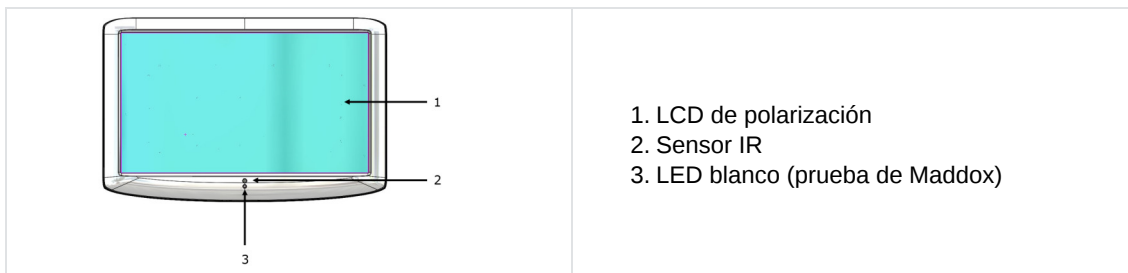 1
2
3
1. LCD de polarización
2. Sensor IR
3. LED blanco (prueba de Maddox)